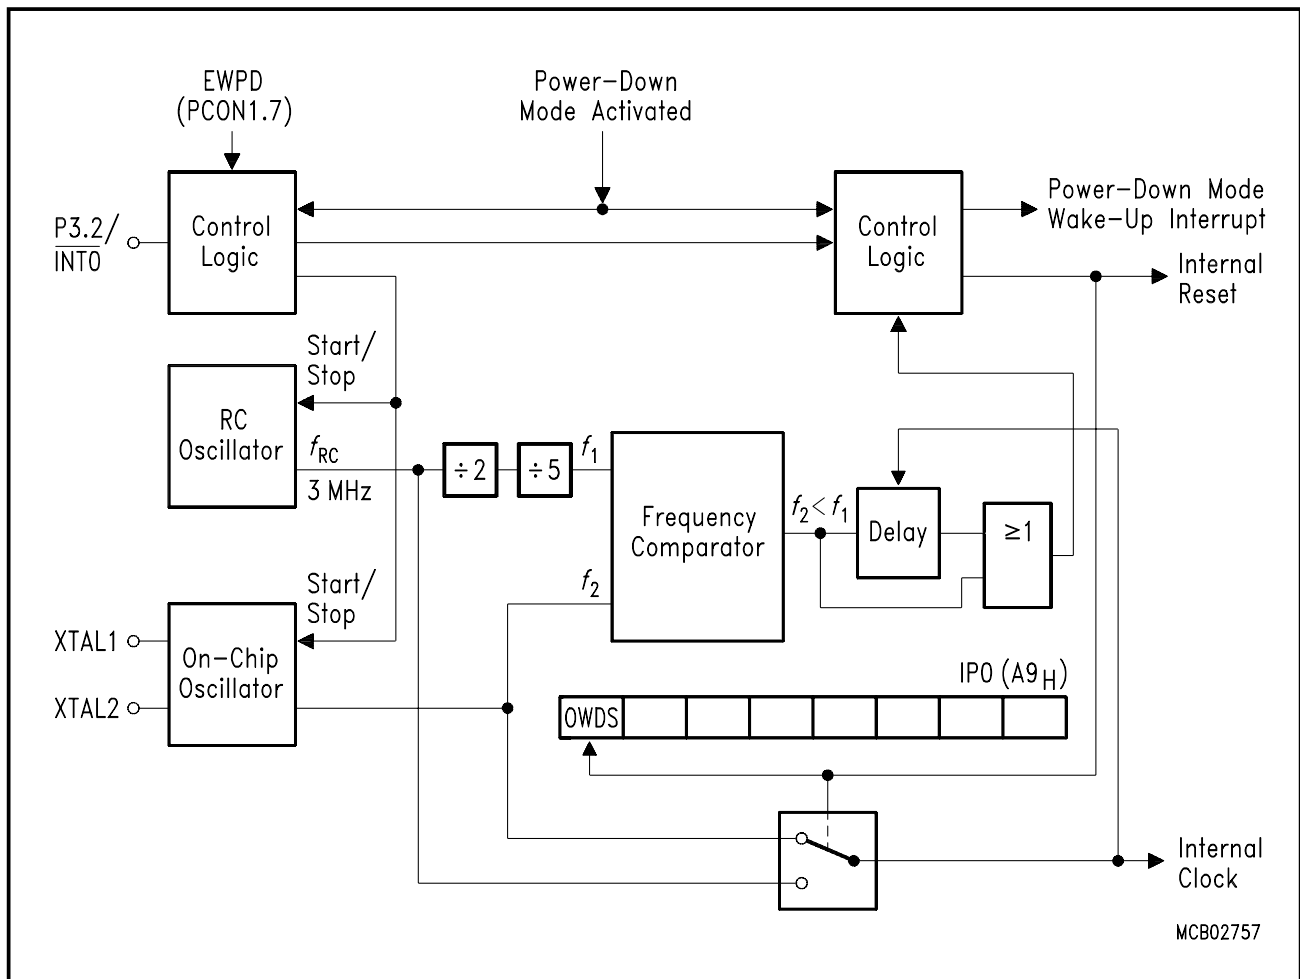 EWPD
(PCON1.7)
Power-Down
Mode Activated
P3.2/
INT0
Control
Logic
Control
Logic
Power-Down Mode
Wake-Up Interrupt
Internal
Reset
Start/
Stop
RC
Oscillator
fRC
3 MHz
÷2
÷5
f1
Frequency
Comparator
f2<f1
Delay
≥1
f2
Start/
Stop
XTAL1
XTAL2
On-Chip
Oscillator
IP0 (A9H)
OWDS
Internal
Clock
MCB02757